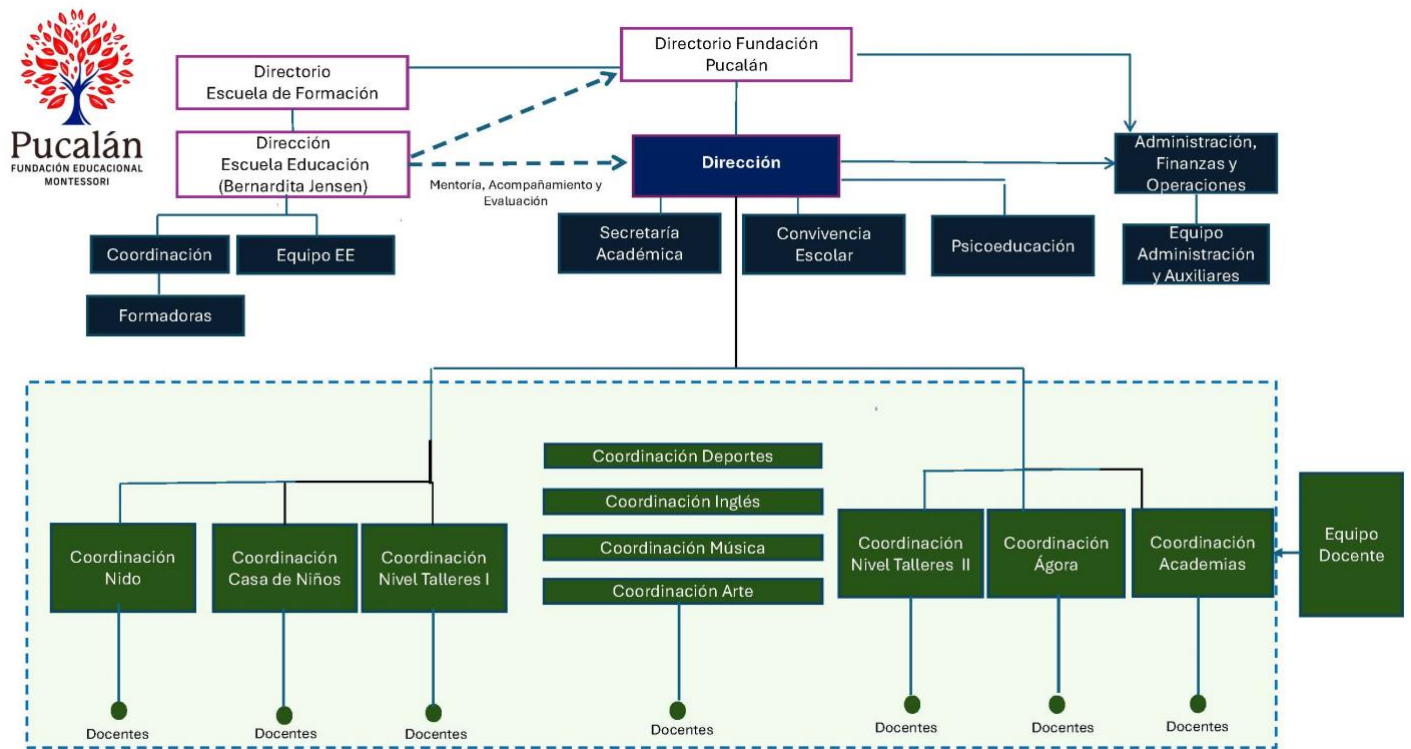 Pucalán
FUNDACIÓN EDUCACIONAL
MONTESSORI
Directorio Fundación
Pucalán
Directorio
Escuela de Formación
Dirección
Escuela Educación
(Bernardita Jensen)
Mentoría, Acompañamiento y
Evaluación
Dirección
Administración,
Finanzas y
Operaciones
Coordinación
Equipo EE
Formadoras
Secretaría
Académica
Convivencia
Escolar
Psicoeducación
Equipo
Administración
y Auxiliares
Coordinación Deportes
Coordinación Inglés
Coordinación Música
Coordinación Arte
Coordinación
Nido
Coordinación
Casa de Niños
Coordinación
Nivel Talleres I
Coordinación
Nivel Talleres II
Coordinación
Ágora
Coordinación
Academias
Equipo
Docente
Docentes
Docentes
Docentes
Docentes
Docentes
Docentes
Docentes